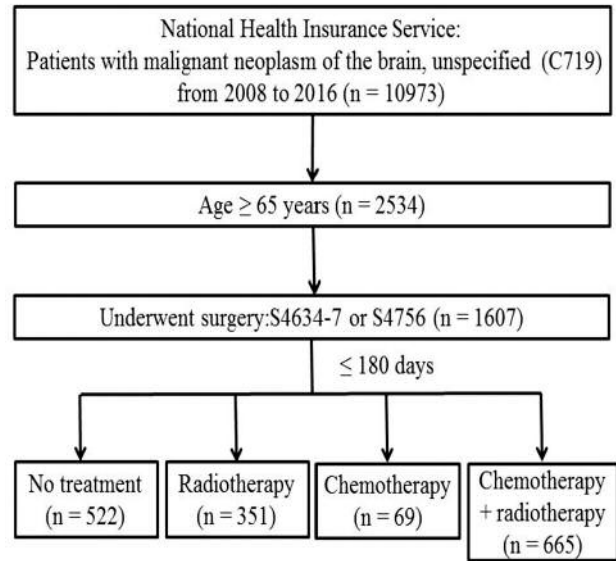 National Health Insurance Service:
Patients with malignant neoplasm of the brain, unspecified (C719)
from 2008 to 2016 (n = 10973)
Age ≥ 65 years (n = 2534)
Underwent surgery:S4634-7 or S4756 (n = 1607)
≤ 180 days
No treatment
(n = 522)
Radiotherapy
(n = 351)
Chemotherapy
(n = 69)
Chemotherapy
+ radiotherapy
(n = 665)